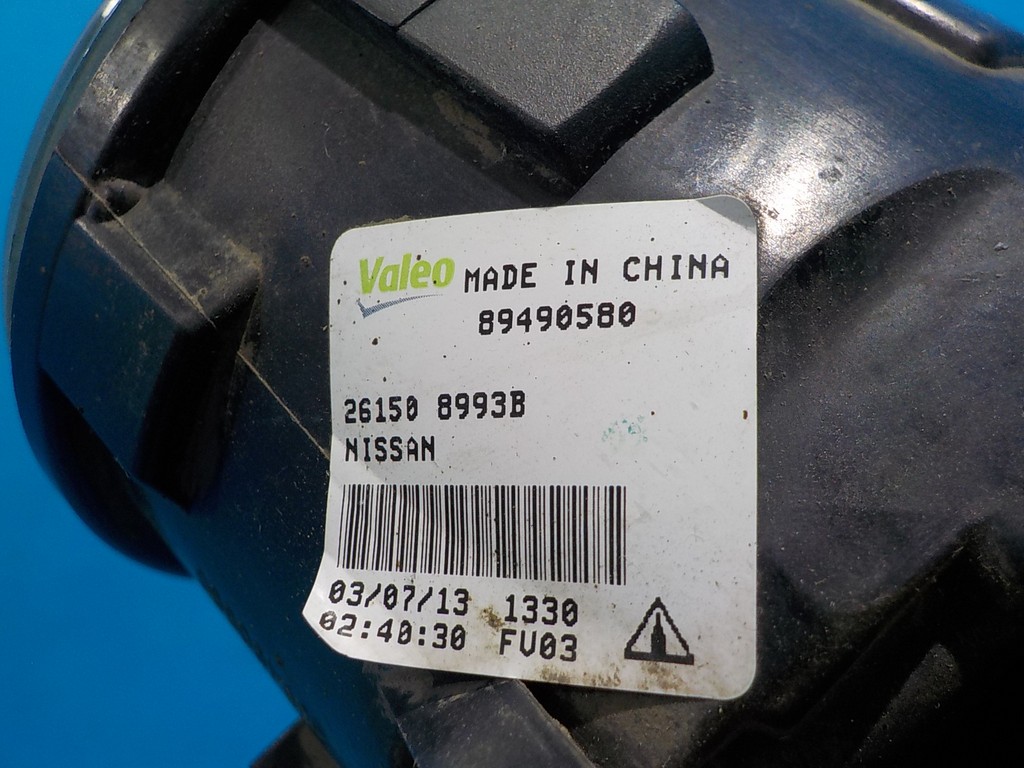 Valeo MADE IN CHINA
89490580
26150 8993B
NISSAN
03/07/13 1330
02:40:30 FV03